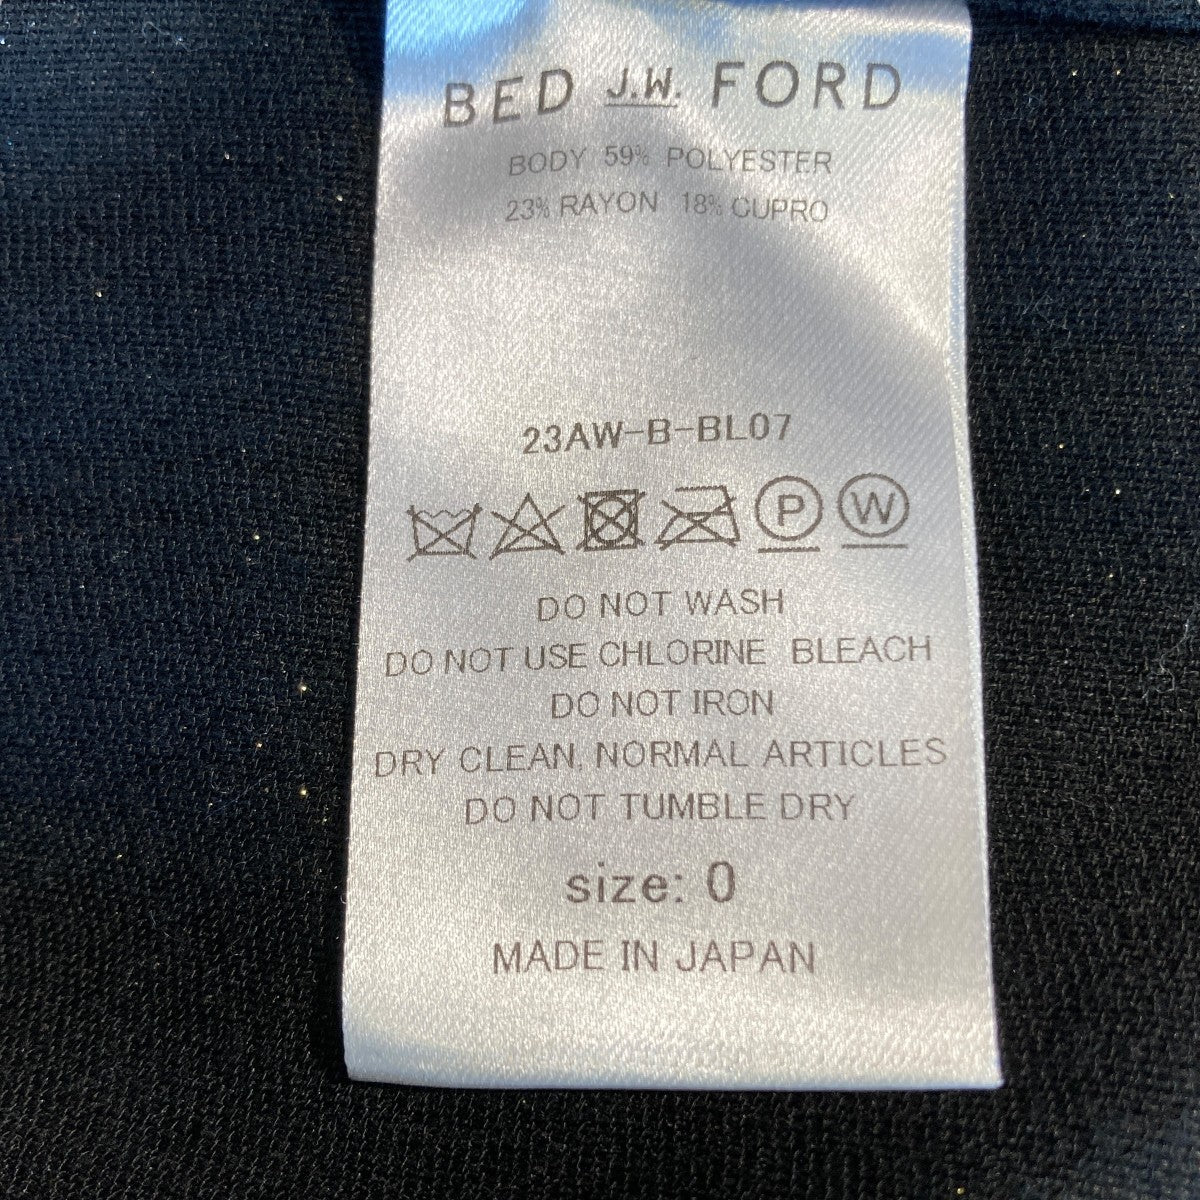 BED J.W. FORD
BODY 59% POLYESTER
23% RAYON 18% CUPRO
23AW-B-BL07
P W
DO NOT WASH
DO NOT USE CHLORINE BLEACH
DO NOT IRON
DRY CLEAN, NORMAL ARTICLES
DO NOT TUMBLE DRY
size: 0
MADE IN JAPAN